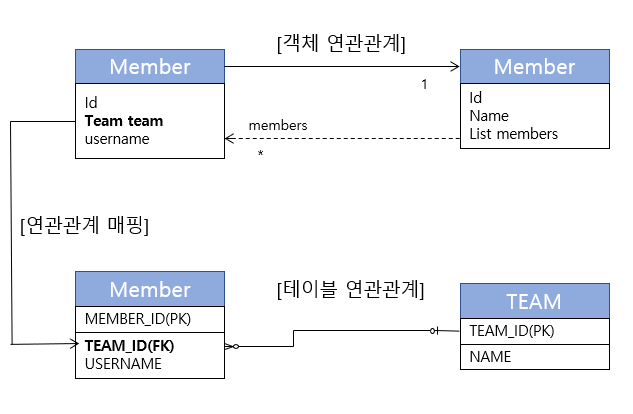 [객체 연관관계]
Member
Id
Team team
username
1
members
*
Member
Id
Name
List members
[연관관계 매핑]
[테이블 연관관계]
Member
MEMBER_ID(PK)
TEAM_ID(FK)
USERNAME
TEAM
TEAM_ID(PK)
NAME